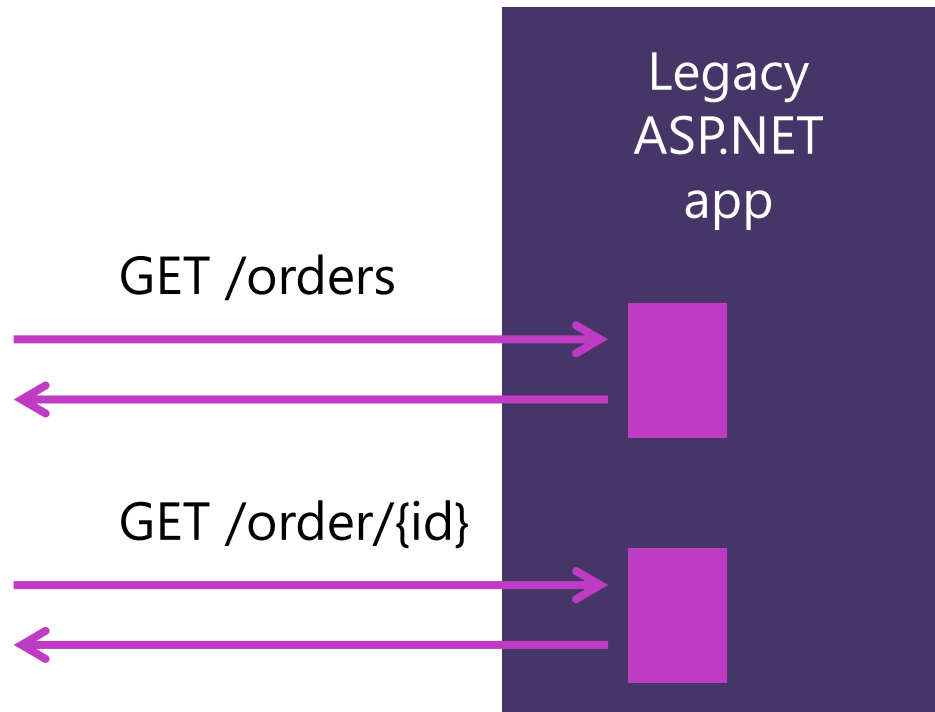 Legacy
ASP.NET
app
GET /orders
GET /order/{id}